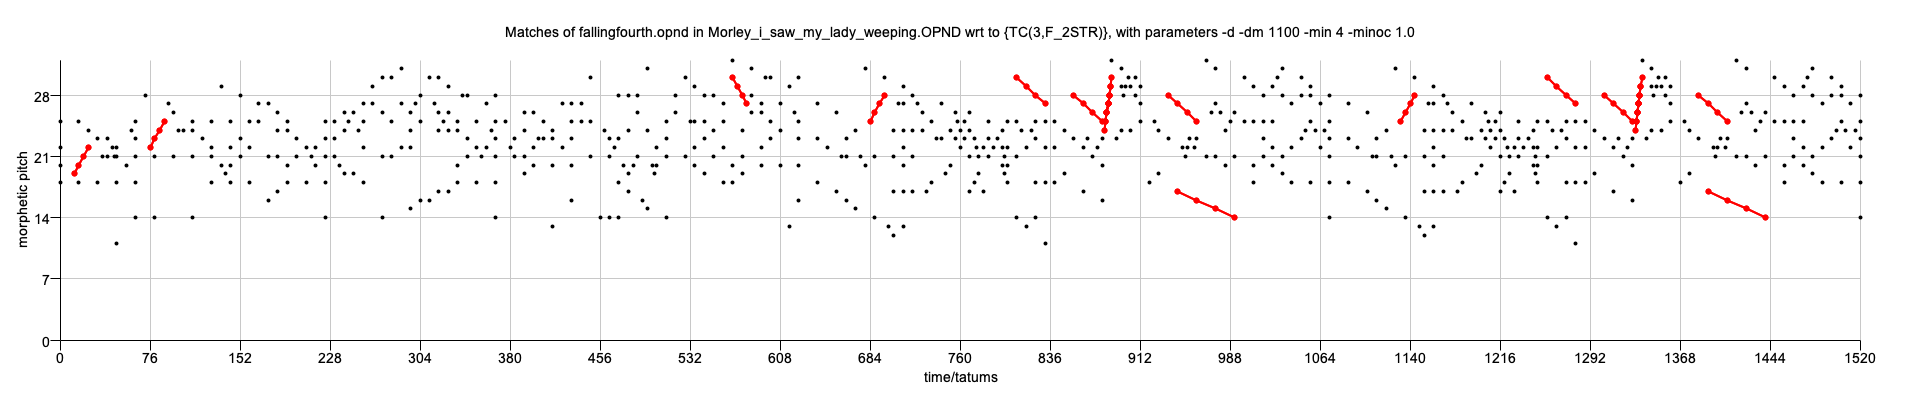 Matches of fallingfourth.opnd in Morley_i_saw_my_lady_weeping.OPND wrt to {TC(3,F_2STR)}, with parameters -d -dm 1100 -min 4 -minoc 1.0
morphetic pitch
28
21
14
7
0
0 76 152 228 304 380 456 532 608 684 760 836 912 988 1064 1140 1216 1292 1368 1444 1520
time/tatums